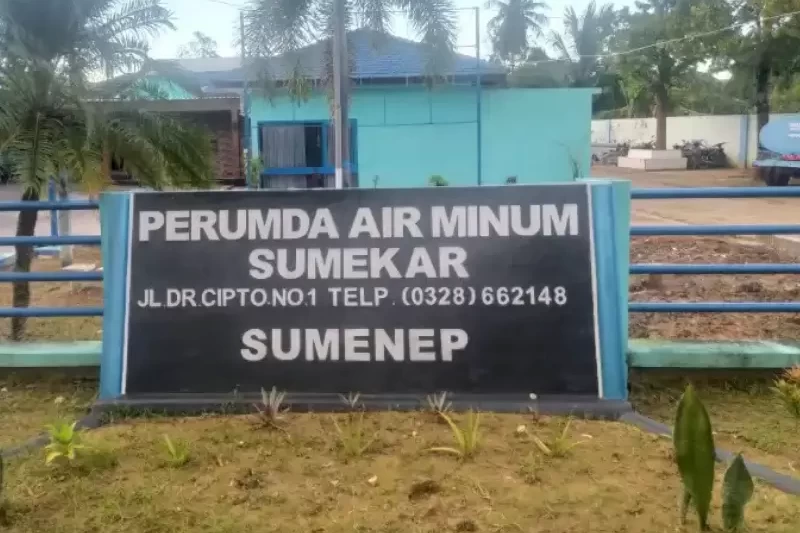 PERUMDA AIR MINUM
SUMEKAR
JL.DR.CIPTO.NO.1 TELP. (0328) 662148
SUMENEP